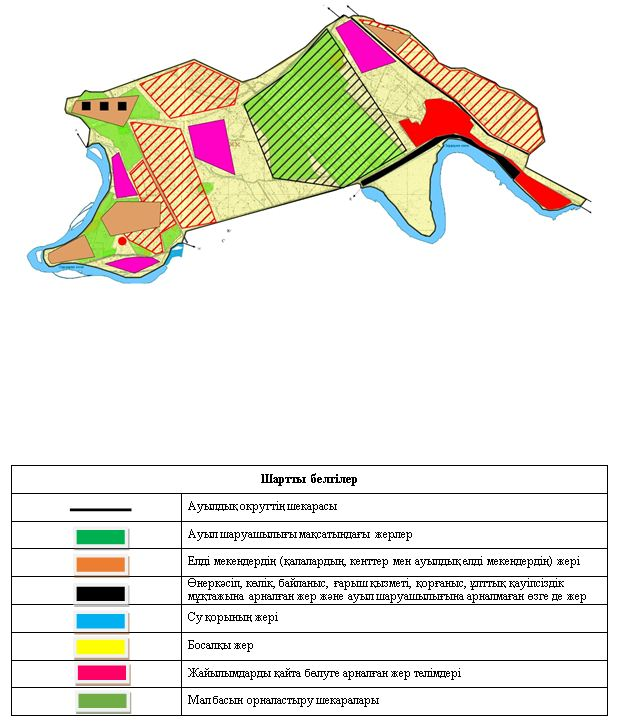 Шартты белгілер
Ауылдық округтің шекарасы
Ауыл шаруашылығы мақсатындағы жерлер
Елді мекендердің (қалалардың, кенттер мен ауылдық елді мекендердің) жері
Өнеркәсіп, көлік, байланыс, ғарыш қызметі, қорғаныс, ұлттық қауіпсіздік
мұқтажына арналған жер және ауыл шаруашылығына арналмаған өзге де жер
Су қорының жері
Босалқы жер
Жайылымдарды қайта бөлуге арналған жер телімдері
Мал басын орналастыру шекаралары